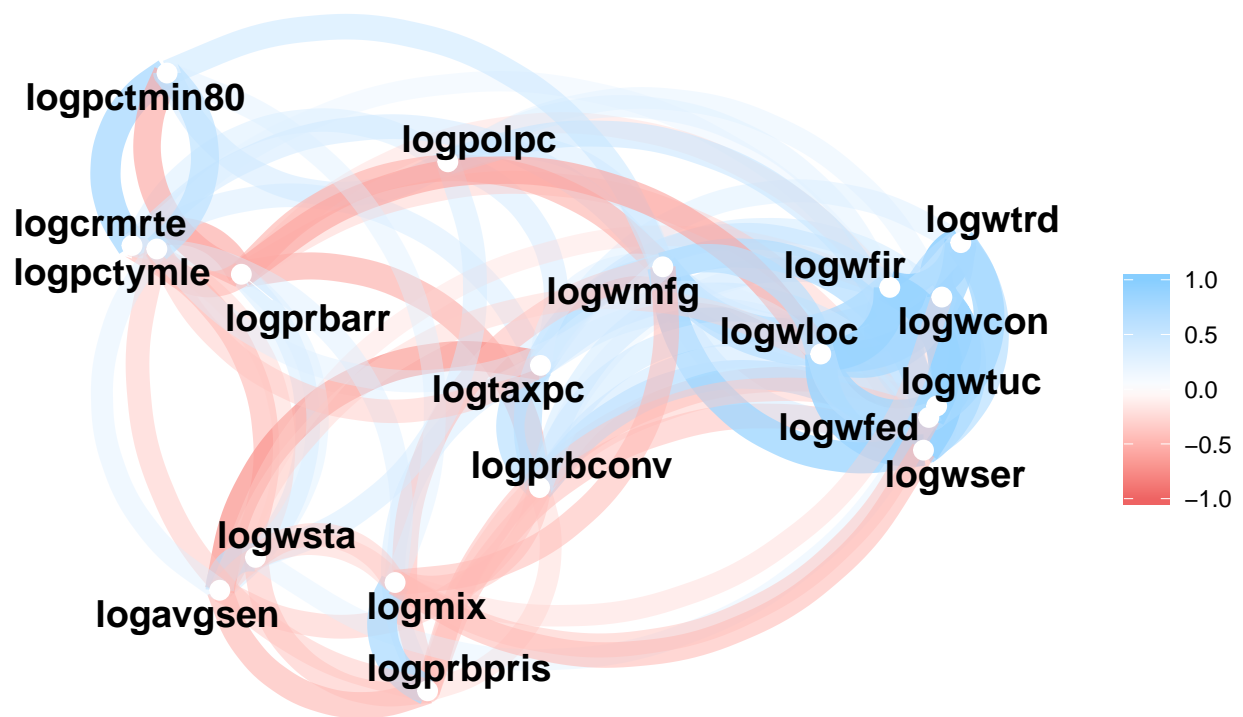 logpctmin80
logpolpc
logcrmrte
logwtrd
logpctymle
logwfir
logwmfg
logprbarr
logwloc
logwcon
logtaxpc
logwtuc
logwfed
logprbconv
logwser
logwsta
logavgsen
logmix
logprbpris
1.0
0.5
0.0
−0.5
−1.0